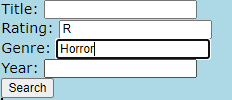 Title:
Rating: R
Genre: Horror
Year:
Search